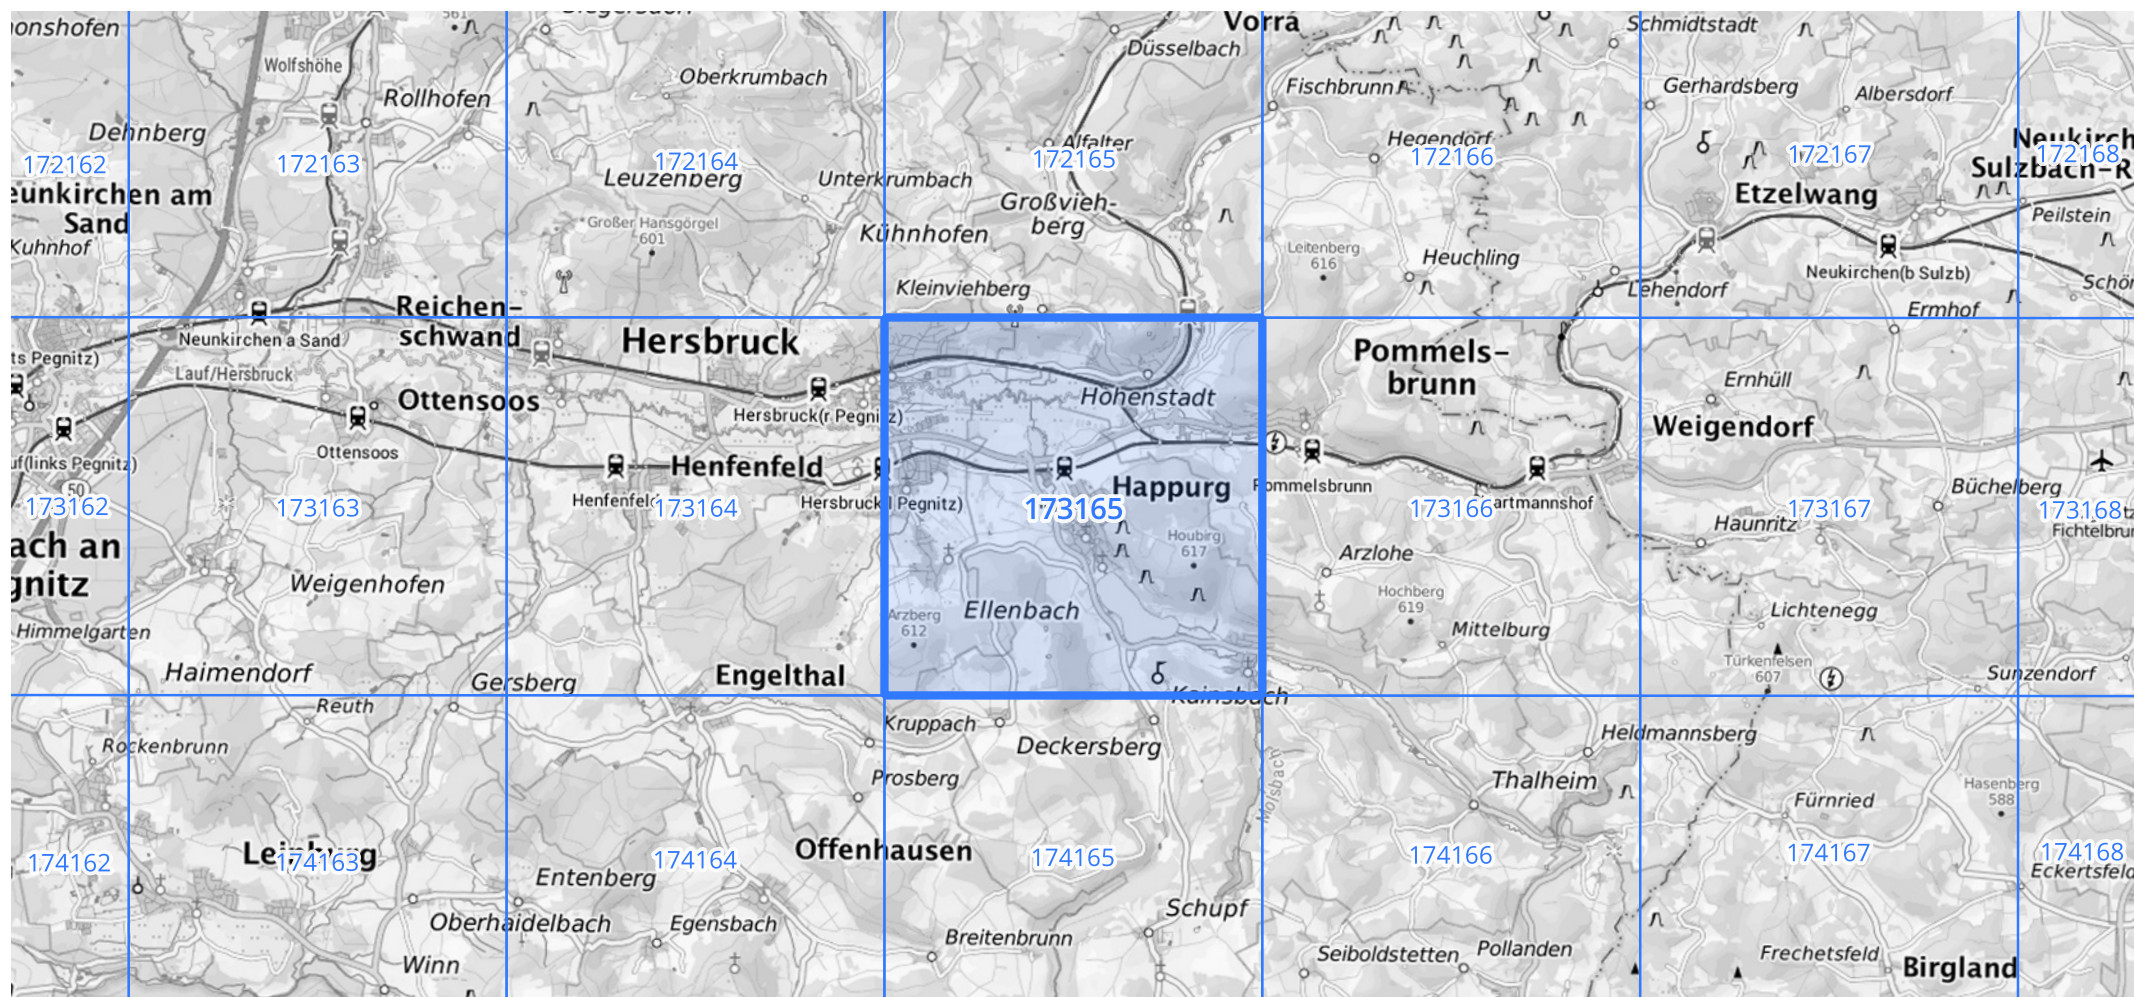 Vorra
Schmidtstadt
Düsselbach
Wolfshöhe
Oberkrumbach
Fischbrunn
Gerhardsberg
Albersdorf
Rollhofen
Dehnberg
Alfalter
Hegendorf
172162
172163
172164
172165
172166
172167
172168
Leuzenberg
Unterkrumbach
Etzelwang
Sand
Großvieh-
berg
Peilstein
Kuhnhof
Großer Hansgörgel
601
Kühnhofen
Leitenberg
616
Heuchling
Neukirchen(b Sulzb)
Kleinviehberg
Lehendorf
Ermhof
Reichen-
schwand
Neunkirchen a Sand
Hersbruck
Pommels-
brunn
Lauf/Hersbruck
Ernhüll
Ottensoos
Hersbruck(r Pegnitz)
Hohenstadt
Weigendorf
Ottensoos
Henfenfeld
Happurg
50
Henfenfeld
Hersbruck(l Pegnitz)
Pommelsbrunn
Hartmannshof
Büchelberg
173162
173163
173164
173165
173166
173167
173168
Haunritz
Houbirg
617
Arzlohe
Weigenhofen
Hochberg
619
Ellenbach
Arzberg
612
Lichtenegg
Himmelgarten
Mittelburg
Türkenfelsen
607
Haimendorf
Gersberg
Engelthal
Sunzendorf
Kainsbach
Reuth
Kruppach
Rockenbrunn
Deckersberg
Heldmannsberg
Prosberg
Thalheim
Molsbach
Hasenberg
588
Fürnried
Leinburg
Offenhausen
174162
174163
174164
174165
174166
174167
174168
Entenberg
Oberhaidelbach
Egensbach
Schupf
Breitenbrunn
Seiboldstetten
Pollanden
Frechetsfeld
Winn
Birgland